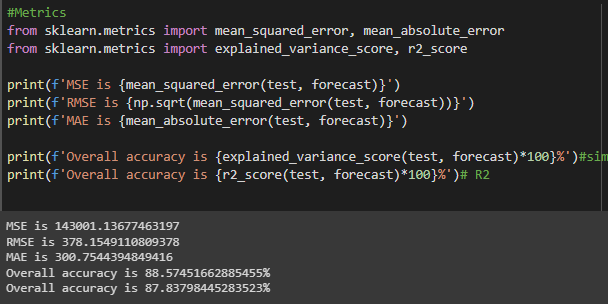 #Metrics
from sklearn.metrics import mean_squared_error, mean_absolute_error
from sklearn.metrics import explained_variance_score, r2_score
print(f'MSE is {mean_squared_error(test, forecast)}')
print(f'RMSE is {np.sqrt(mean_squared_error(test, forecast))}')
print(f'MAE is {mean_absolute_error(test, forecast)}')
print(f'Overall accuracy is {explained_variance_score(test, forecast)*100}%')#sim
print(f'Overall accuracy is {r2_score(test, forecast)*100}%')# R2
MSE is 143001.13677463197
RMSE is 378.1549110809378
MAE is 300.7544394849416
Overall accuracy is 88.57451662885455%
Overall accuracy is 87.83798445283523%